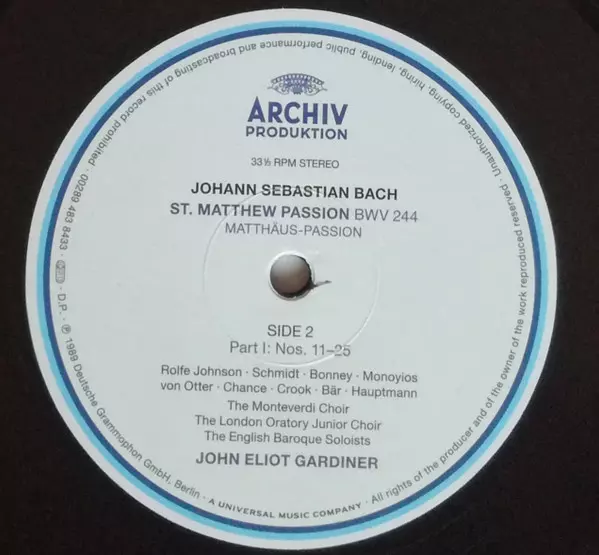 ARCHIV
PRODUKTION
33⅓ RPM STEREO
JOHANN SEBASTIAN BACH
ST. MATTHEW PASSION BWV 244
MATTHÄUS-PASSION
SIDE 2
Part I: Nos. 11–25
Rolfe Johnson · Schmidt · Bonney · Monoyios
von Otter · Chance · Crook · Bär · Hauptmann
The Monteverdi Choir
The London Oratory Junior Choir
The English Baroque Soloists
JOHN ELIOT GARDINER
℗ 1989 Deutsche Grammophon GmbH, Berlin · A UNIVERSAL MUSIC COMPANY · All rights of the producer and of the owner of the work reproduced reserved · Unauthorized copying, hiring, lending, public performance and broadcasting of this record prohibited · 00289 483 8433 · D.P. ·